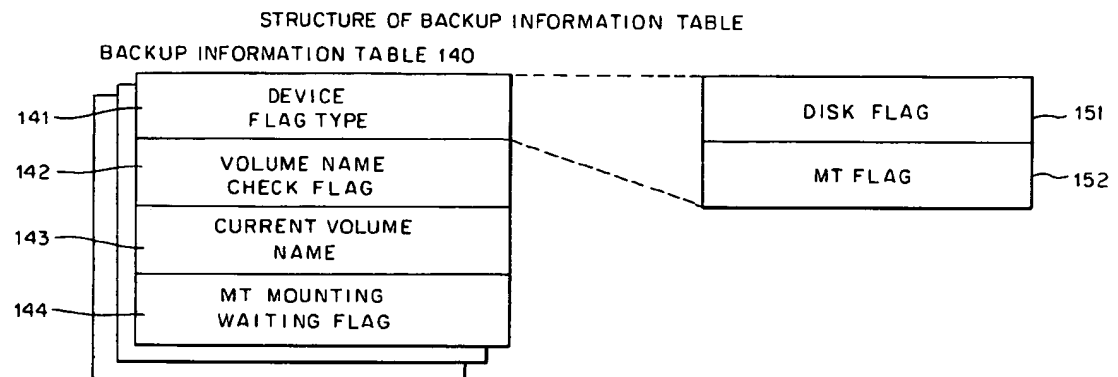 STRUCTURE OF BACKUP INFORMATION TABLE
BACKUP INFORMATION TABLE 140
141
DEVICE
FLAG TYPE
142
VOLUME NAME
CHECK FLAG
143
CURRENT VOLUME
NAME
144
MT MOUNTING
WAITING FLAG
DISK FLAG
151
MT FLAG
152